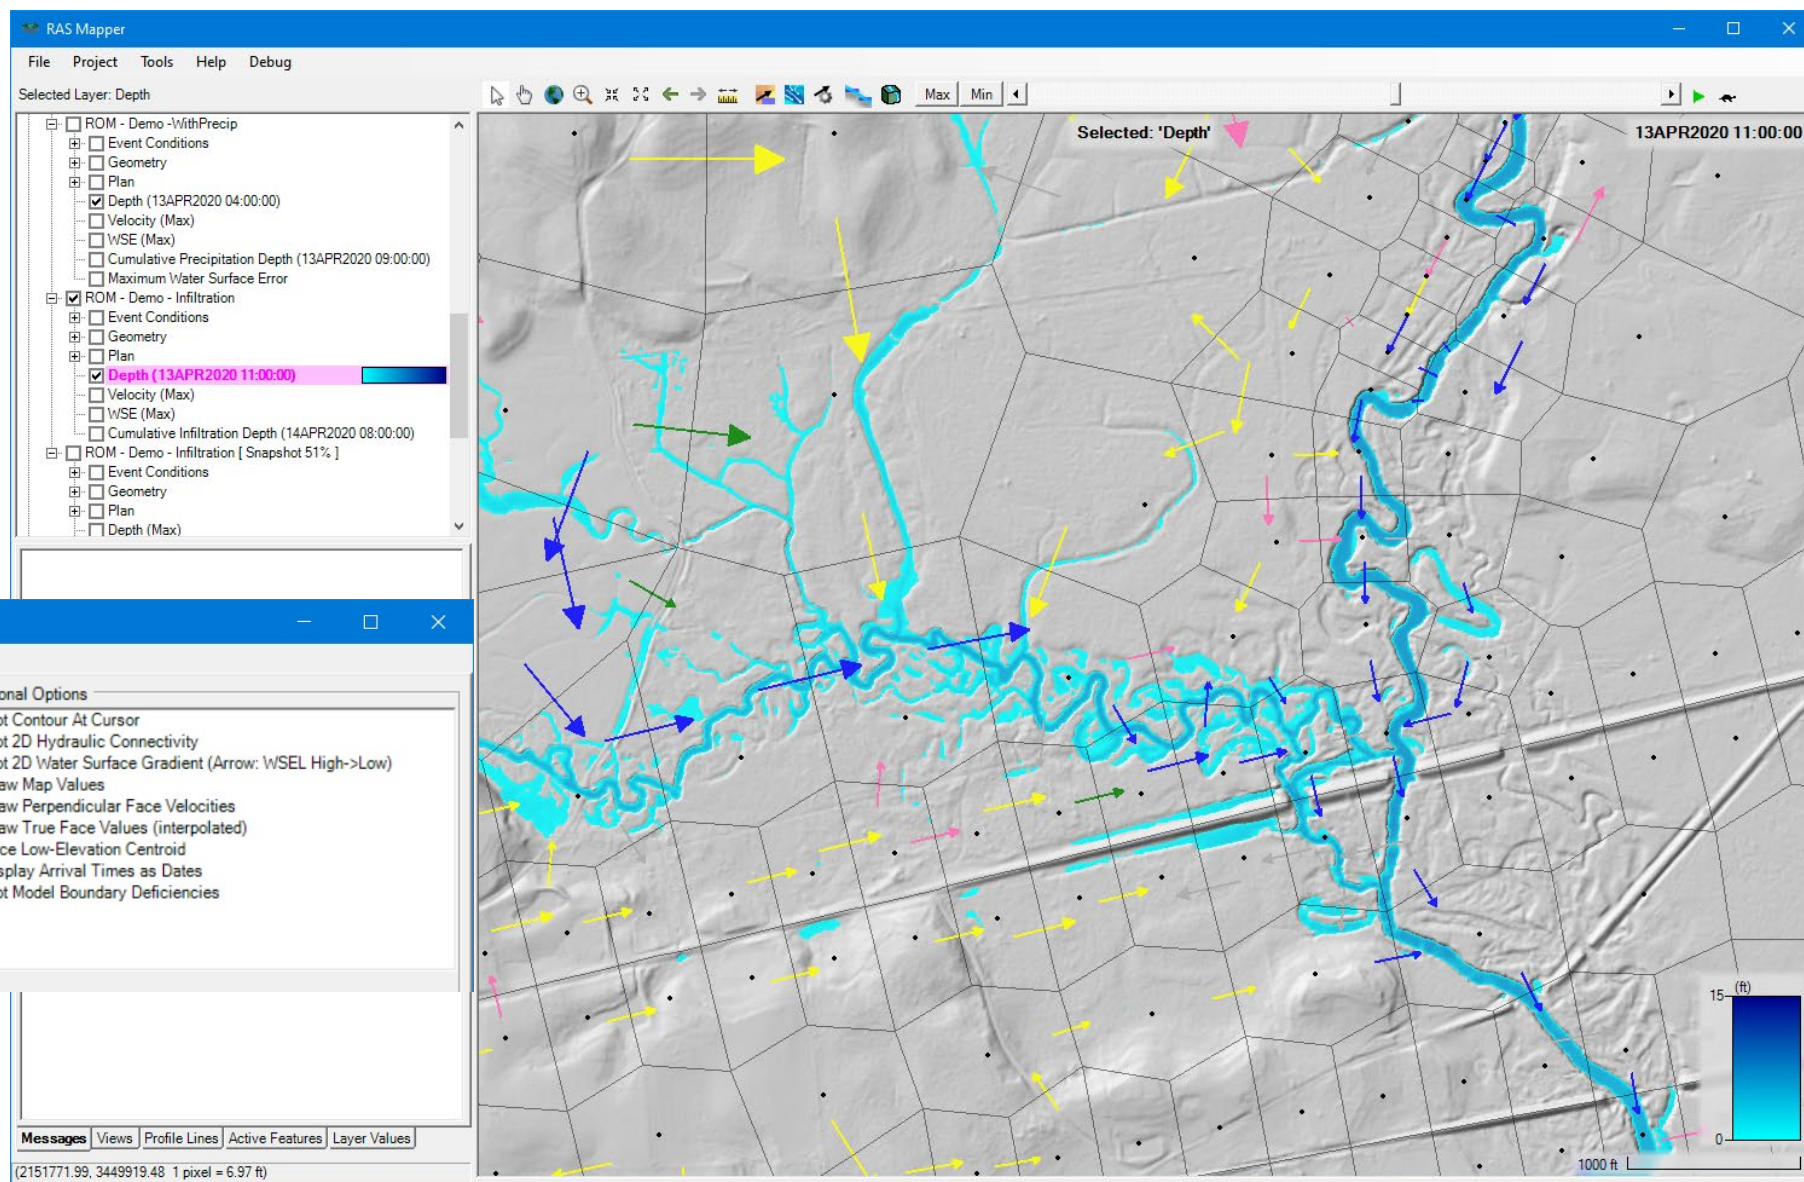 RAS Mapper
File Project Tools Help Debug
Selected Layer: Depth
Max Min
ROM - Demo -WithPrecip
Event Conditions
Geometry
Plan
Depth (13APR2020 04:00:00)
Velocity (Max)
WSE (Max)
Cumulative Precipitation Depth (13APR2020 09:00:00)
Maximum Water Surface Error
ROM - Demo - Infiltration
Event Conditions
Geometry
Plan
Depth (13APR2020 11:00:00)
Velocity (Max)
WSE (Max)
Cumulative Infiltration Depth (14APR2020 08:00:00)
ROM - Demo - Infiltration [ Snapshot 51% ]
Event Conditions
Geometry
Plan
Depth (Max)
Selected: 'Depth'
13APR2020 11:00:00
onal Options
ot Contour At Cursor
ot 2D Hydraulic Connectivity
ot 2D Water Surface Gradient (Arrow: WSEL High->Low)
aw Map Values
aw Perpendicular Face Velocities
aw True Face Values (interpolated)
ce Low-Elevation Centroid
splay Arrival Times as Dates
ot Model Boundary Deficiencies
15 (ft)
0
1000 ft
Messages Views Profile Lines Active Features Layer Values
(2151771.99, 3449919.48 1 pixel = 6.97 ft)